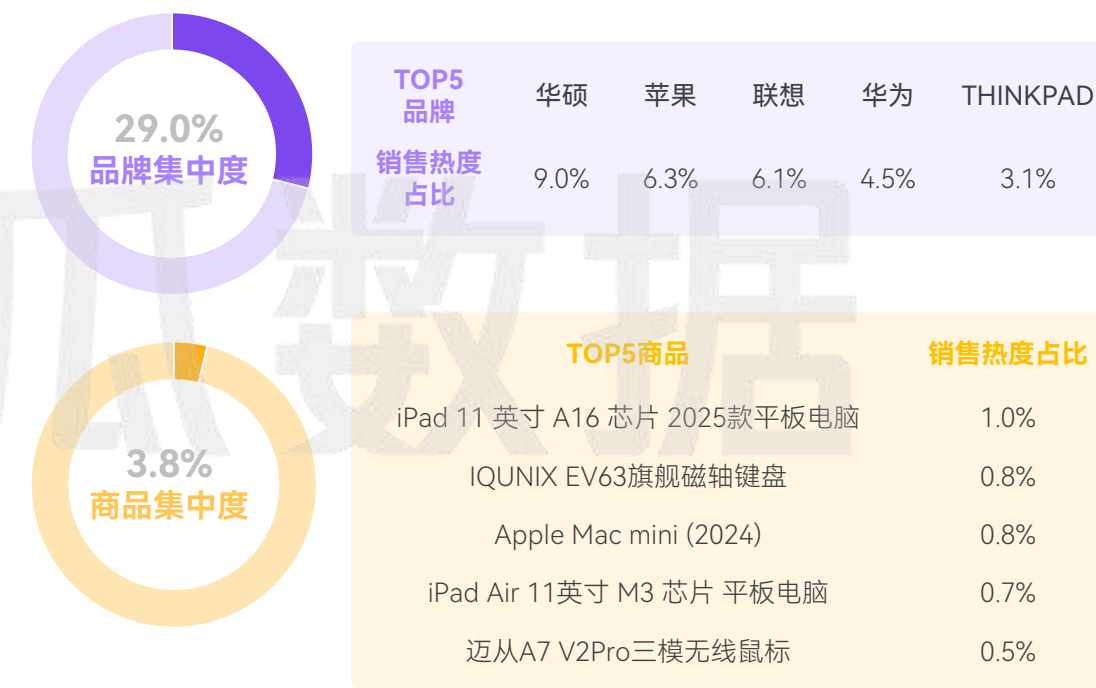 29.0%
品牌集中度
TOP5
品牌
华硕 苹果 联想 华为 THINKPAD
销售热度
占比
9.0% 6.3% 6.1% 4.5% 3.1%
瓜数据
3.8%
商品集中度
TOP5商品 销售热度占比
iPad 11 英寸 A16 芯片 2025款平板电脑 1.0%
IQUNIX EV63旗舰磁轴键盘 0.8%
Apple Mac mini (2024) 0.8%
iPad Air 11英寸 M3 芯片 平板电脑 0.7%
迈从A7 V2Pro三模无线鼠标 0.5%